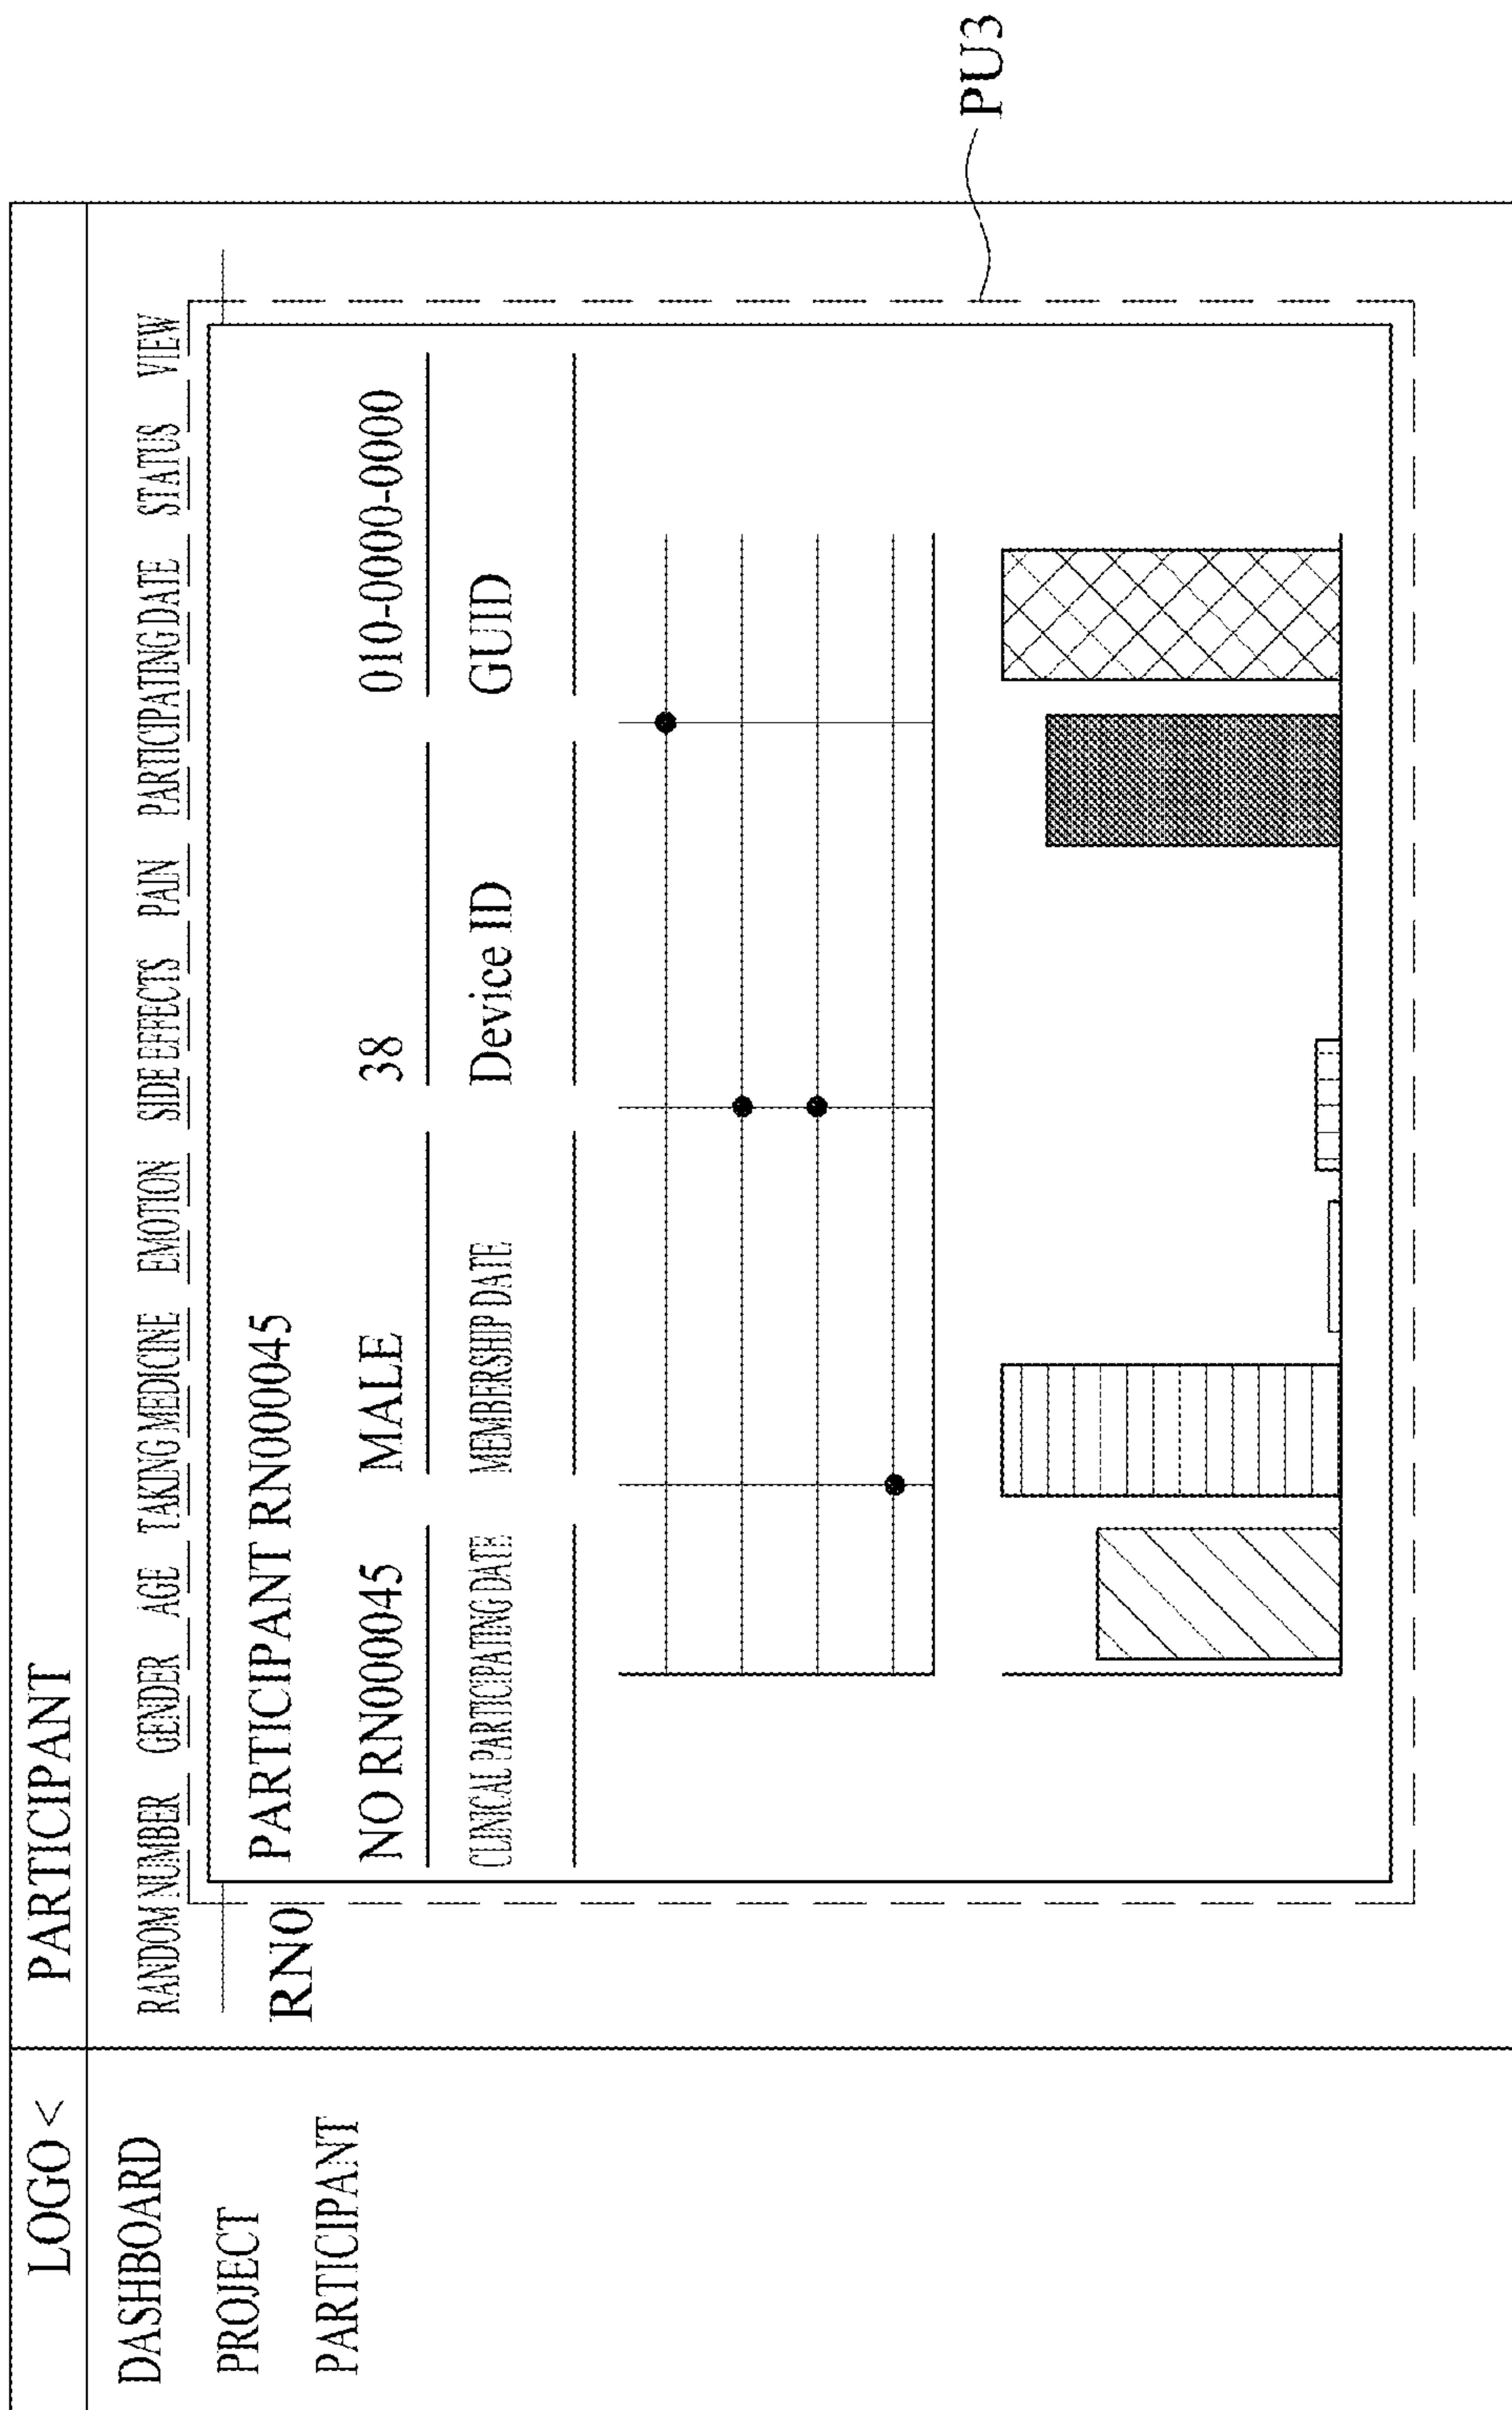 LOGO < PARTICIPANT
DASHBOARD
PROJECT
PARTICIPANT
RANDOM NUMBER GENDER AGE TAKING MEDICINE EMOTION SIDE EFFECTS PAIN PARTICIPATING DATE STATUS VIEW
RN0
PARTICIPANT RN000045
NO RN000045 MALE 38 010-0000-0000
CLINICAL PARTICIPATING DATE MEMBERSHIP DATE Device ID GUID
PU3